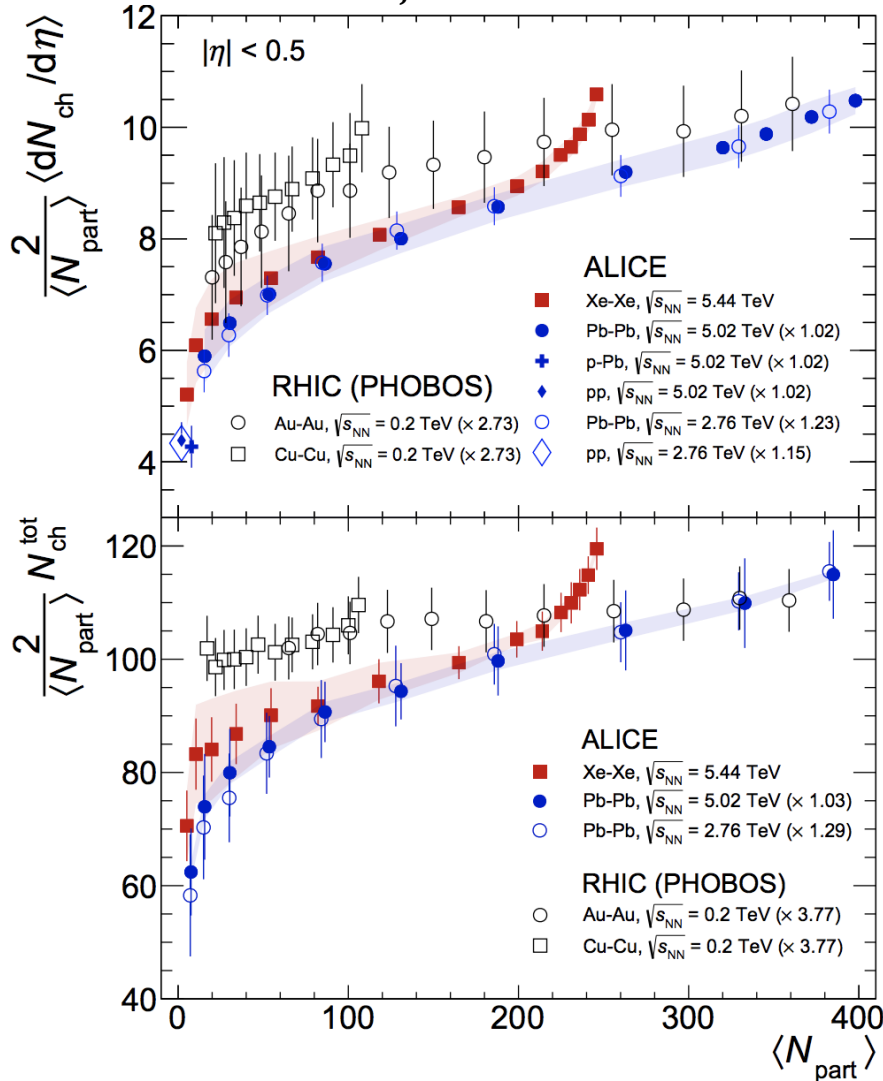 12
10
8
6
4
2/⟨N_part⟩ ⟨dN_ch/dη⟩
|η| < 0.5
ALICE
Xe-Xe, √s_NN = 5.44 TeV
Pb-Pb, √s_NN = 5.02 TeV (× 1.02)
p-Pb, √s_NN = 5.02 TeV (× 1.02)
pp, √s_NN = 5.02 TeV (× 1.02)
Pb-Pb, √s_NN = 2.76 TeV (× 1.23)
pp, √s_NN = 2.76 TeV (× 1.15)
RHIC (PHOBOS)
Au-Au, √s_NN = 0.2 TeV (× 2.73)
Cu-Cu, √s_NN = 0.2 TeV (× 2.73)
120
100
80
60
40
2/⟨N_part⟩ N_ch^tot
ALICE
Xe-Xe, √s_NN = 5.44 TeV
Pb-Pb, √s_NN = 5.02 TeV (× 1.03)
Pb-Pb, √s_NN = 2.76 TeV (× 1.29)
RHIC (PHOBOS)
Au-Au, √s_NN = 0.2 TeV (× 3.77)
Cu-Cu, √s_NN = 0.2 TeV (× 3.77)
0 100 200 300 400
⟨N_part⟩